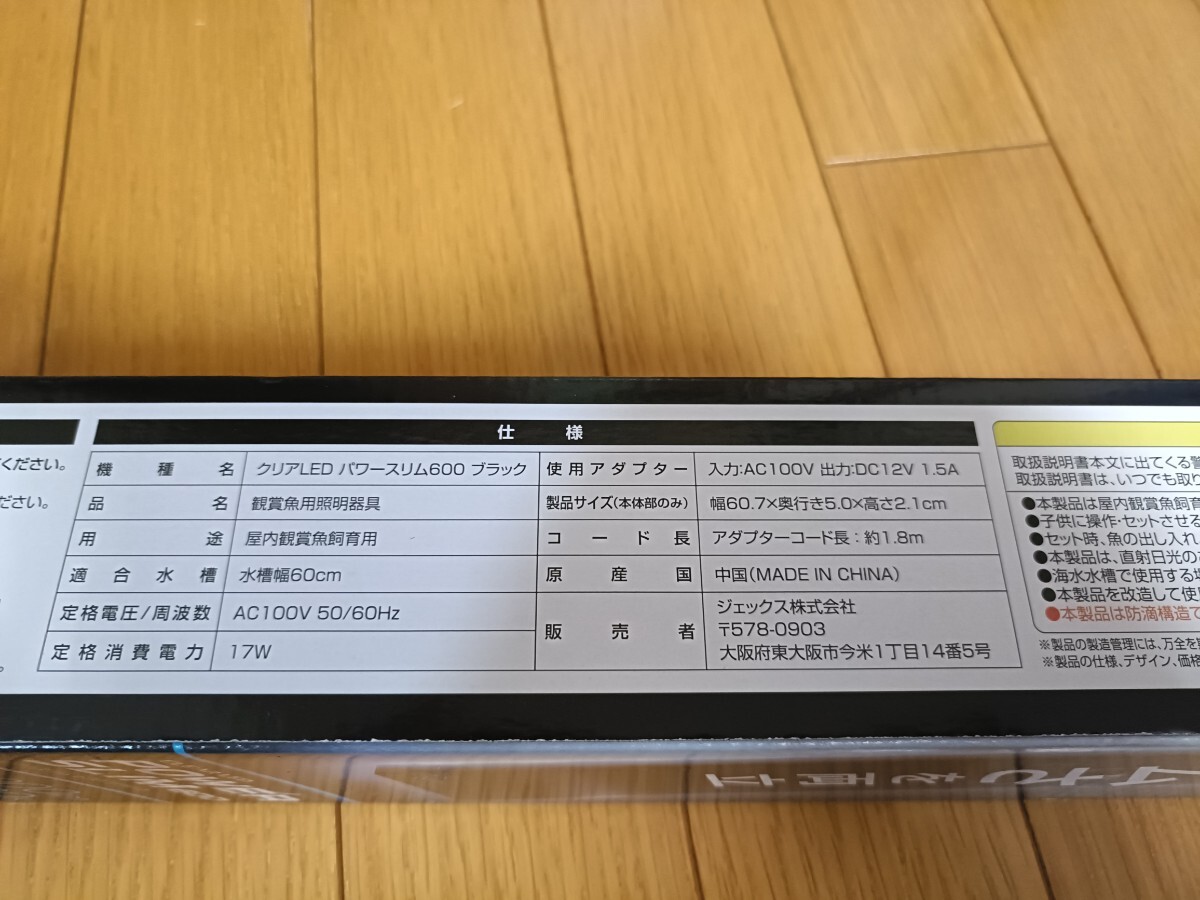 ください。
ださい。
仕様
機種名 クリアLED パワースリム600 ブラック
品名 観賞魚用照明器具
用途 屋内観賞魚飼育用
適合水槽 水槽幅60cm
定格電圧/周波数 AC100V 50/60Hz
定格消費電力 17W
使用アダプター 入力:AC100V 出力:DC12V 1.5A
製品サイズ(本体部のみ) 幅60.7×奥行き5.0×高さ2.1cm
コード長 アダプターコード長:約1.8m
原産国 中国(MADE IN CHINA)
販売者 ジェックス株式会社
〒578-0903
大阪府東大阪市今米1丁目14番5号
取扱説明書本文に出てくる警
取扱説明書は、いつでも取り
●本製品は屋内観賞魚飼育
●子供に操作・セットさせる
●セット時、魚の出し入れ
●本製品は、直射日光の
●海水水槽で使用する場
●本製品を改造して使
●本製品は防滴構造で
※製品の製造管理には、万全を
※製品の仕様、デザイン、価格